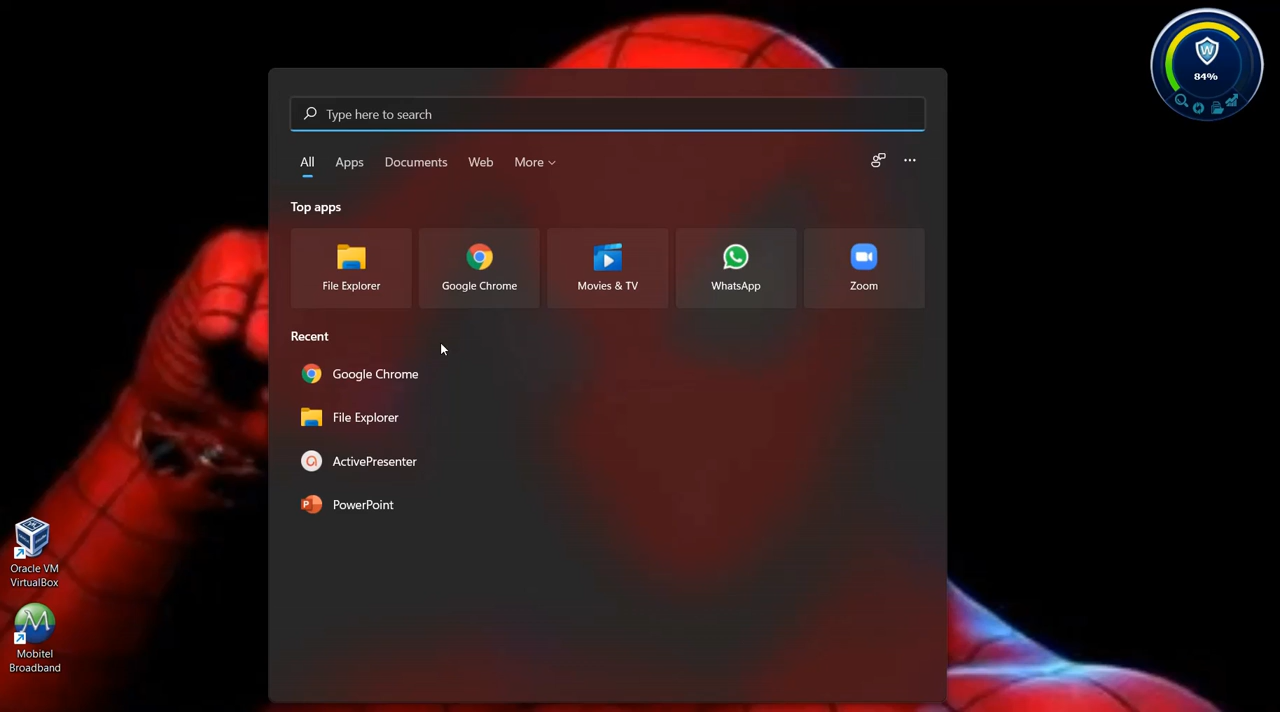 84%
Type here to search
All Apps Documents Web More
Top apps
File Explorer Google Chrome Movies & TV WhatsApp Zoom
Recent
Google Chrome
File Explorer
ActivePresenter
PowerPoint
Oracle VM
VirtualBox
Mobitel
Broadband